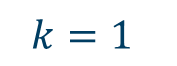 k = 1